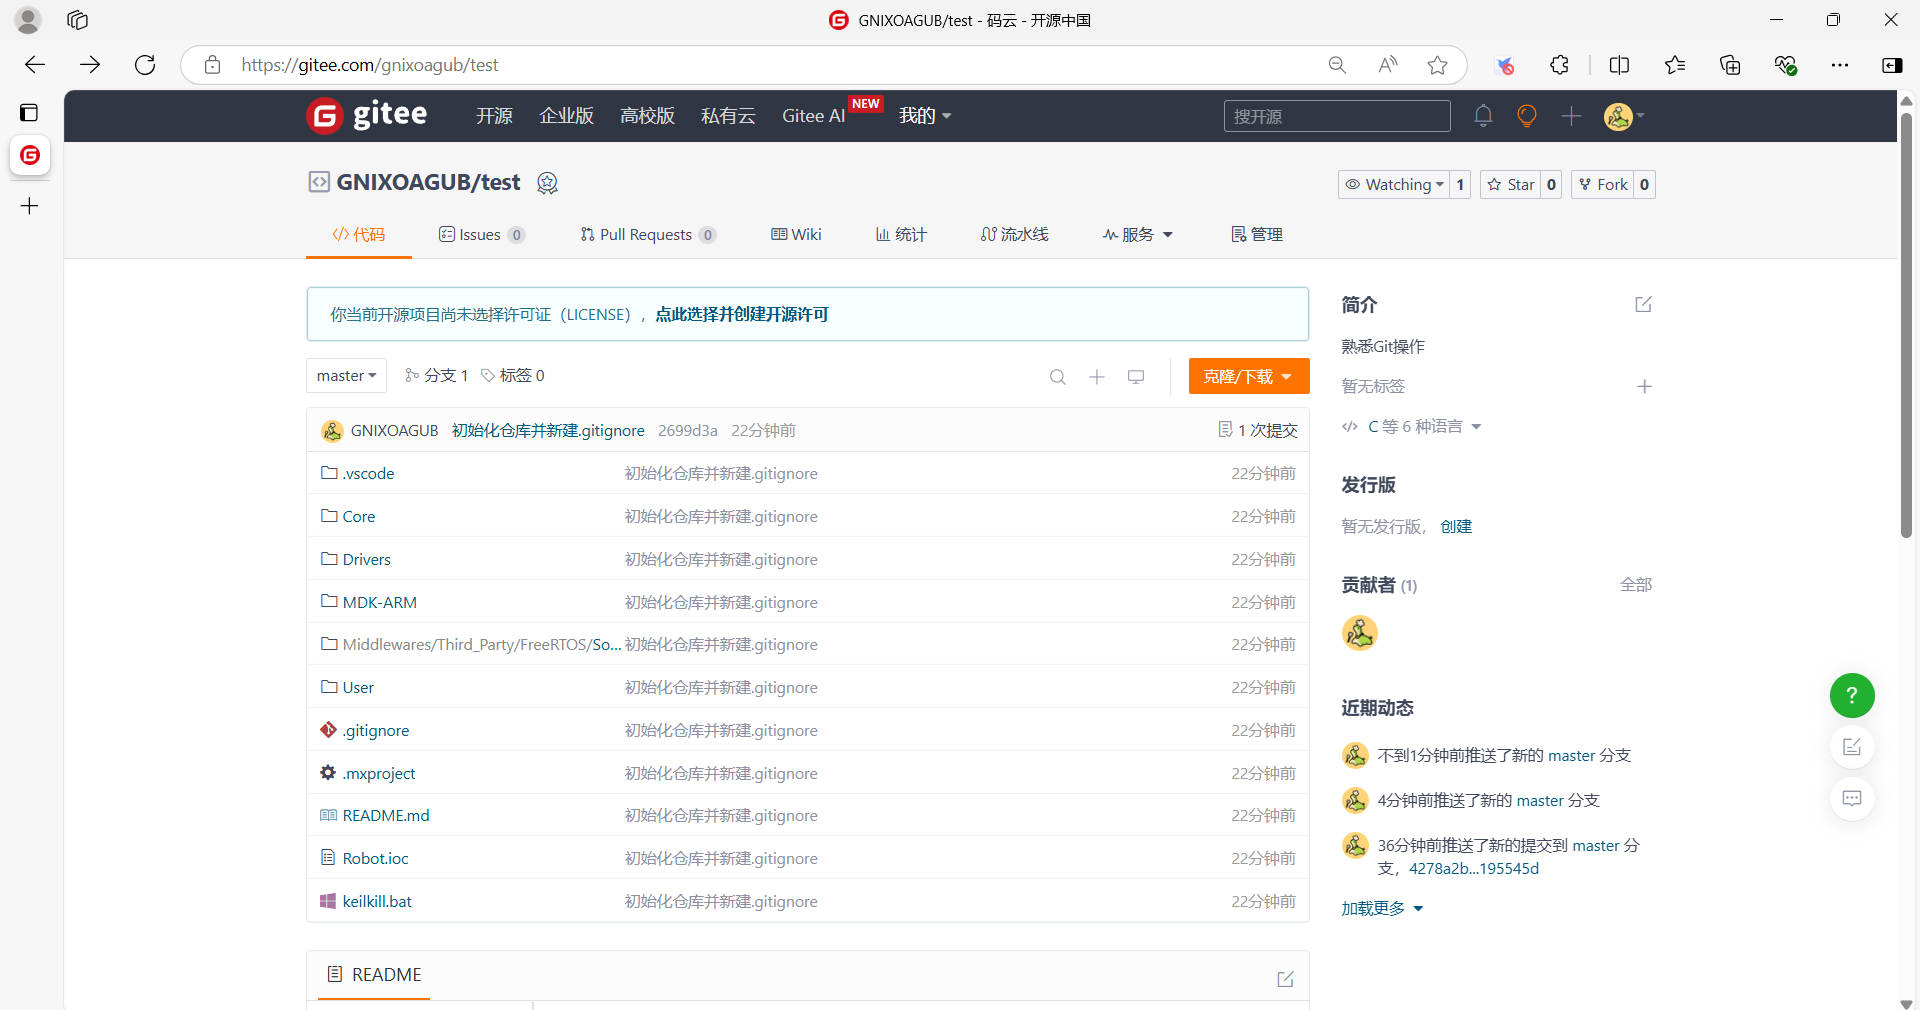 GNIXOAGUB/test - 码云 - 开源中国
https://gitee.com/gnixoagub/test
gitee 开源 企业版 高校版 私有云 Gitee AI NEW 我的 搜开源
GNIXOAGUB/test Watching 1 Star 0 Fork 0
代码 Issues 0 Pull Requests 0 Wiki 统计 流水线 服务 管理
你当前开源项目尚未选择许可证（LICENSE），点此选择并创建开源许可
master 分支 1 标签 0 克隆/下载
GNIXOAGUB 初始化仓库并新建.gitignore 2699d3a 22分钟前 1 次提交
.vscode 初始化仓库并新建.gitignore 22分钟前
Core 初始化仓库并新建.gitignore 22分钟前
Drivers 初始化仓库并新建.gitignore 22分钟前
MDK-ARM 初始化仓库并新建.gitignore 22分钟前
Middlewares/Third_Party/FreeRTOS/So... 初始化仓库并新建.gitignore 22分钟前
User 初始化仓库并新建.gitignore 22分钟前
.gitignore 初始化仓库并新建.gitignore 22分钟前
.mxproject 初始化仓库并新建.gitignore 22分钟前
README.md 初始化仓库并新建.gitignore 22分钟前
Robot.ioc 初始化仓库并新建.gitignore 22分钟前
keilkill.bat 初始化仓库并新建.gitignore 22分钟前
README
简介
熟悉Git操作
暂无标签
C 等 6 种语言
发行版
暂无发行版， 创建
贡献者 (1) 全部
近期动态
不到1分钟前推送了新的 master 分支
4分钟前推送了新的 master 分支
36分钟前推送了新的提交到 master 分
支，4278a2b...195545d
加载更多
?